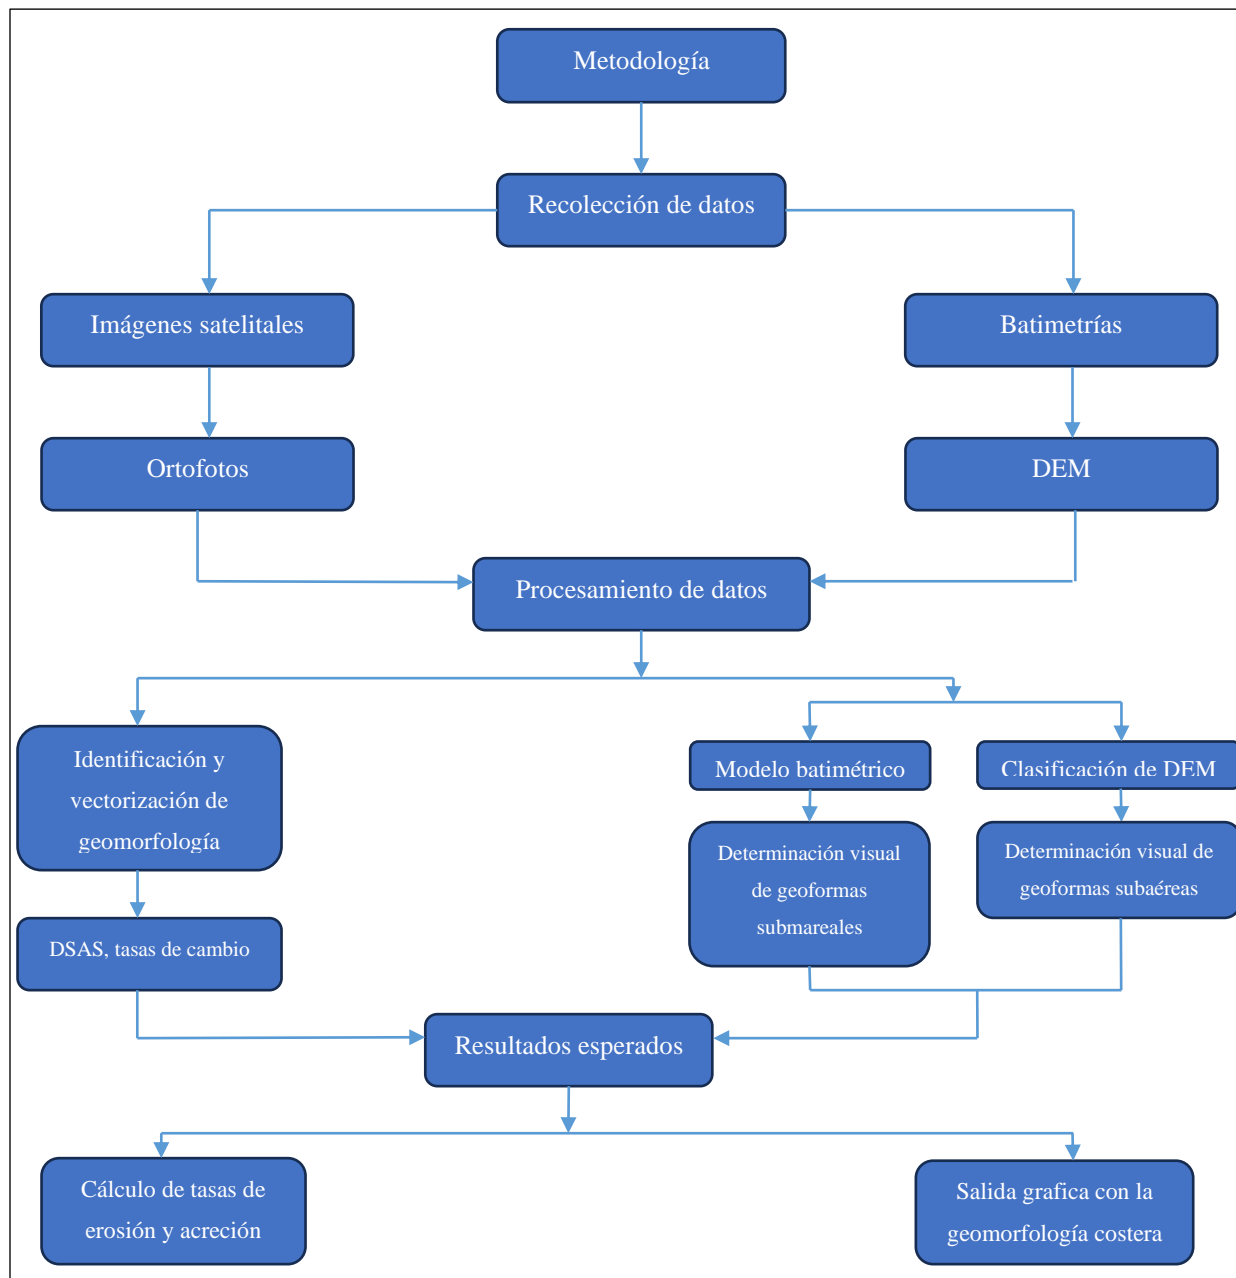 Metodología
Recolección de datos
Imágenes satelitales
Batimetrías
Ortofotos
DEM
Procesamiento de datos
Identificación y
vectorización de
geomorfología
Modelo batimétrico
Clasificación de DEM
Determinación visual
de geoformas
submareales
Determinación visual de
geoformas subaéreas
DSAS, tasas de cambio
Resultados esperados
Cálculo de tasas de
erosión y acreción
Salida grafica con la
geomorfología costera